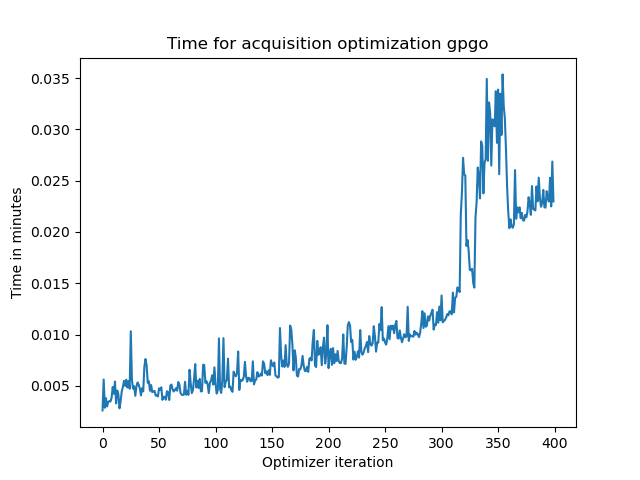 Time for acquisition optimization gpgo
0.035
0.030
0.025
0.020
0.015
0.010
0.005
Time in minutes
0 50 100 150 200 250 300 350 400
Optimizer iteration